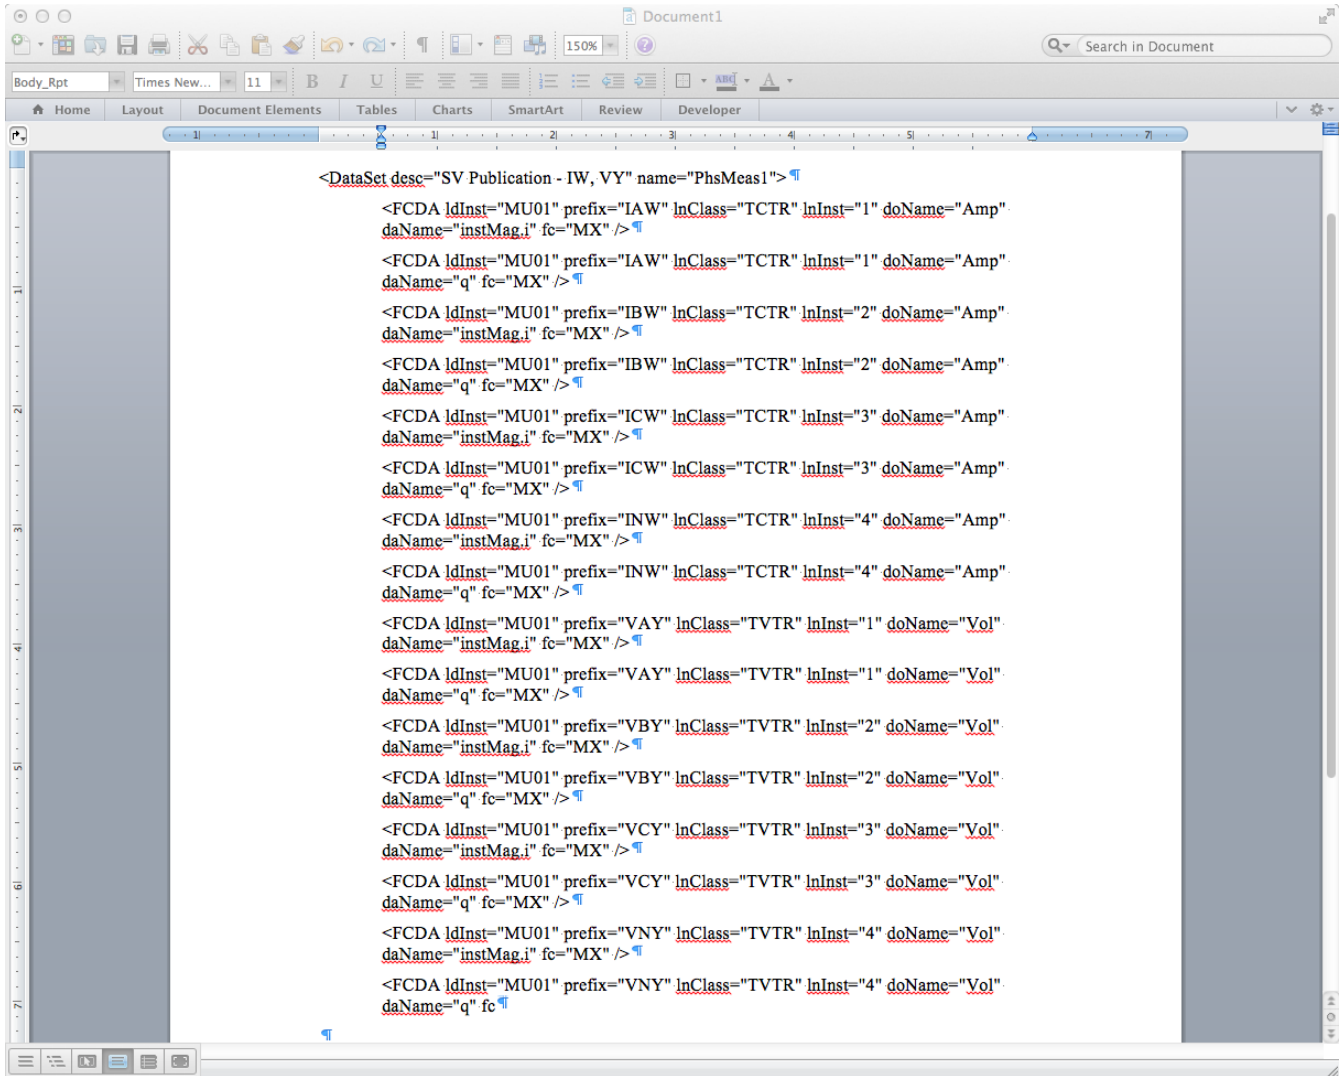 Document1
150%
Search in Document
Body_Rpt
Times New...
11
B I U
ABC
A
Home Layout Document Elements Tables Charts SmartArt Review Developer
1 1 2 3 4 5 7
<DataSet desc="SV Publication - IW, VY" name="PhsMeas1">¶
<FCDA ldInst="MU01" prefix="IAW" lnClass="TCTR" lnInst="1" doName="Amp"
daName="instMag.i" fc="MX" />¶
<FCDA ldInst="MU01" prefix="IAW" lnClass="TCTR" lnInst="1" doName="Amp"
daName="q" fc="MX" />¶
<FCDA ldInst="MU01" prefix="IBW" lnClass="TCTR" lnInst="2" doName="Amp"
daName="instMag.i" fc="MX" />¶
<FCDA ldInst="MU01" prefix="IBW" lnClass="TCTR" lnInst="2" doName="Amp"
daName="q" fc="MX" />¶
<FCDA ldInst="MU01" prefix="ICW" lnClass="TCTR" lnInst="3" doName="Amp"
daName="instMag.i" fc="MX" />¶
<FCDA ldInst="MU01" prefix="ICW" lnClass="TCTR" lnInst="3" doName="Amp"
daName="q" fc="MX" />¶
<FCDA ldInst="MU01" prefix="INW" lnClass="TCTR" lnInst="4" doName="Amp"
daName="instMag.i" fc="MX" />¶
<FCDA ldInst="MU01" prefix="INW" lnClass="TCTR" lnInst="4" doName="Amp"
daName="q" fc="MX" />¶
<FCDA ldInst="MU01" prefix="VAY" lnClass="TVTR" lnInst="1" doName="Vol"
daName="instMag.i" fc="MX" />¶
<FCDA ldInst="MU01" prefix="VAY" lnClass="TVTR" lnInst="1" doName="Vol"
daName="q" fc="MX" />¶
<FCDA ldInst="MU01" prefix="VBY" lnClass="TVTR" lnInst="2" doName="Vol"
daName="instMag.i" fc="MX" />¶
<FCDA ldInst="MU01" prefix="VBY" lnClass="TVTR" lnInst="2" doName="Vol"
daName="q" fc="MX" />¶
<FCDA ldInst="MU01" prefix="VCY" lnClass="TVTR" lnInst="3" doName="Vol"
daName="instMag.i" fc="MX" />¶
<FCDA ldInst="MU01" prefix="VCY" lnClass="TVTR" lnInst="3" doName="Vol"
daName="q" fc="MX" />¶
<FCDA ldInst="MU01" prefix="VNY" lnClass="TVTR" lnInst="4" doName="Vol"
daName="instMag.i" fc="MX" />¶
<FCDA ldInst="MU01" prefix="VNY" lnClass="TVTR" lnInst="4" doName="Vol"
daName="q" fc¶
¶